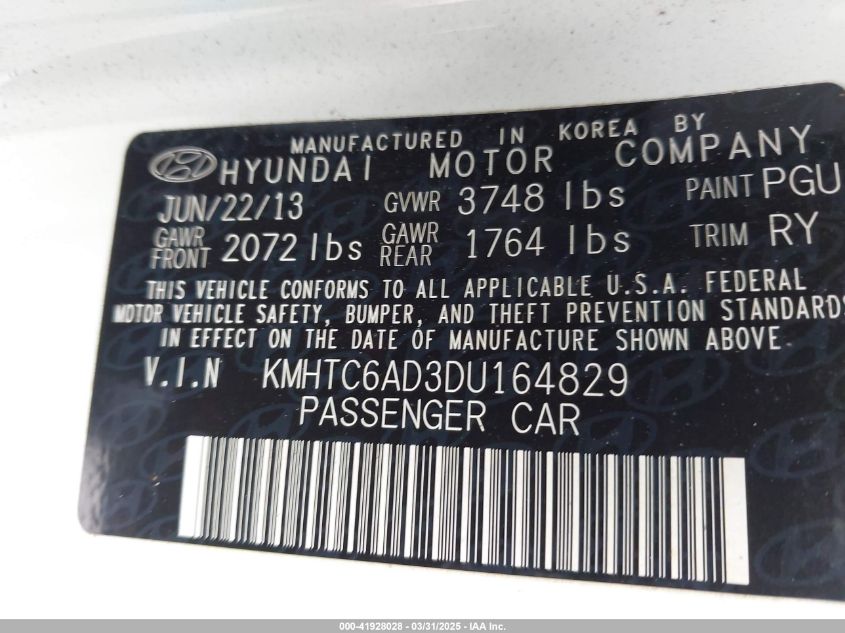 MANUFACTURED IN KOREA BY
HYUNDAI MOTOR COMPANY
JUN/22/13 GVWR 3748 lbs PAINT PGU
GAWR FRONT 2072 lbs GAWR REAR 1764 lbs TRIM RY
THIS VEHICLE CONFORMS TO ALL APPLICABLE U.S.A. FEDERAL
MOTOR VEHICLE SAFETY, BUMPER, AND THEFT PREVENTION STANDARDS
IN EFFECT ON THE DATE OF MANUFACTURE SHOWN ABOVE.
V.I.N KMHTC6AD3DU164829
PASSENGER CAR
000-41928028 - 03/31/2025 - IAA Inc.